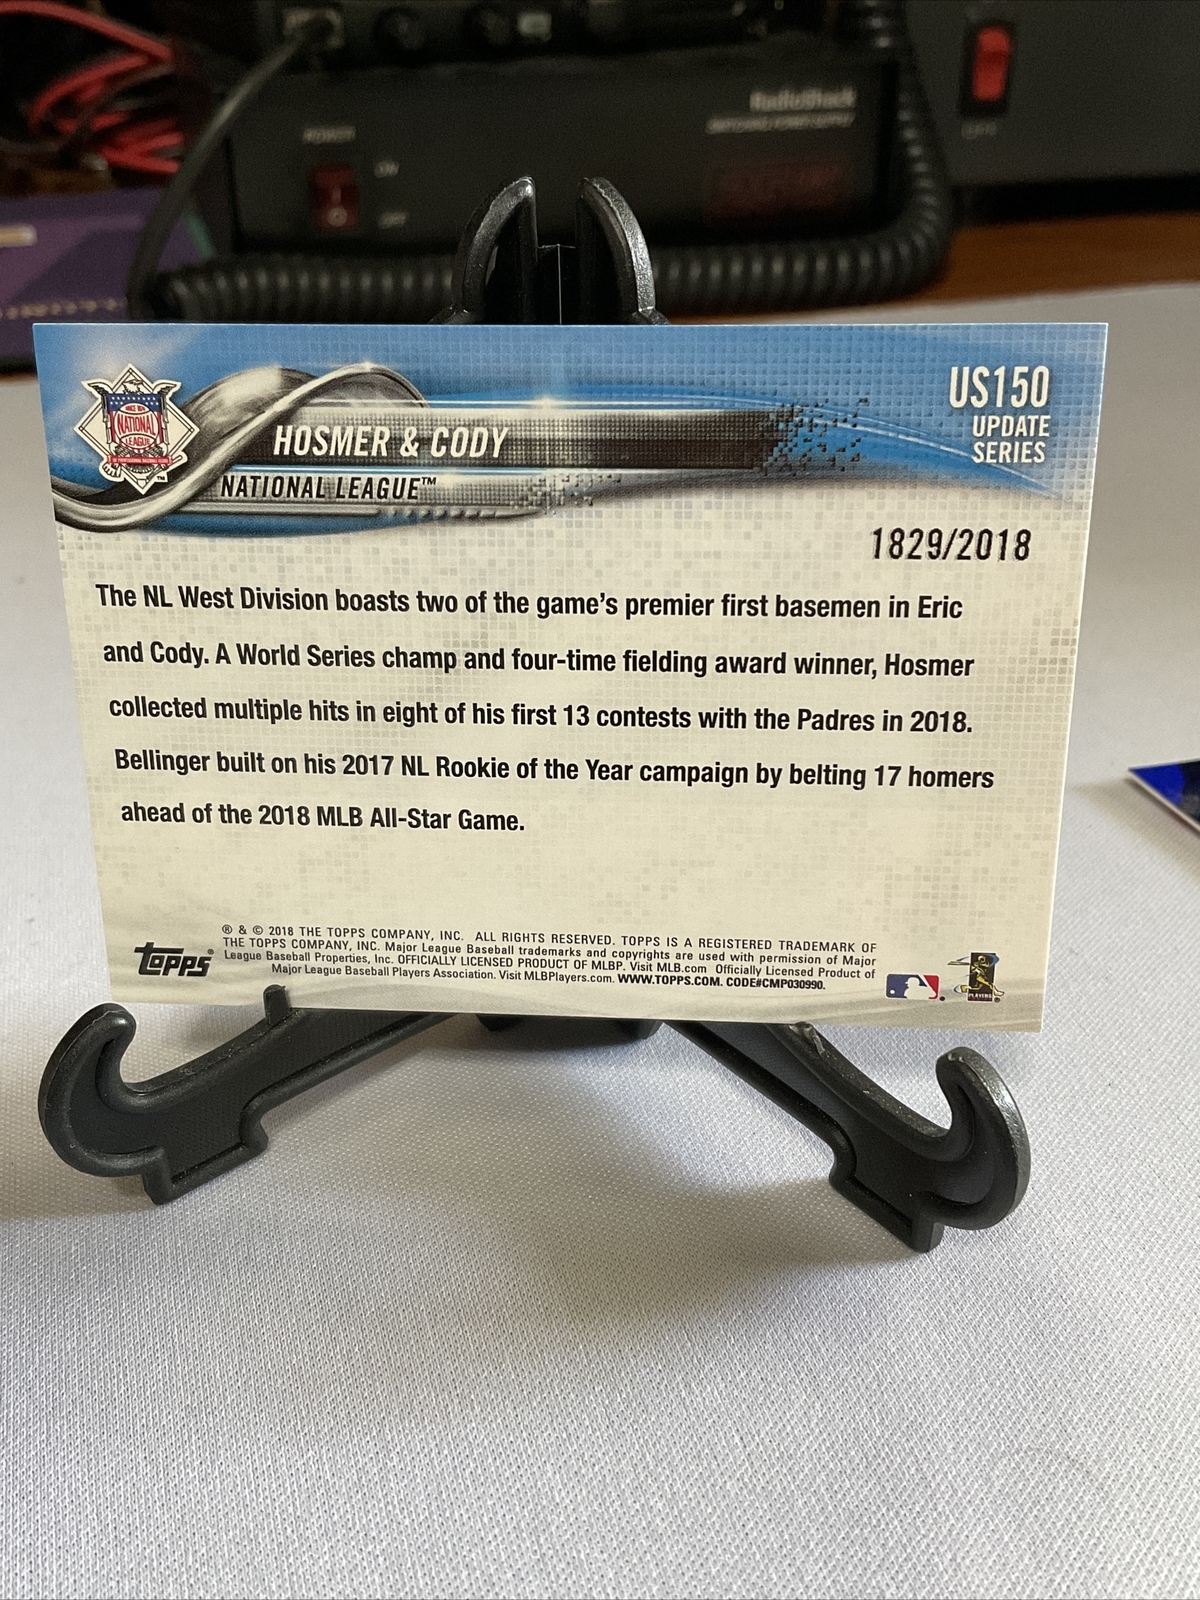 RadioShack
POWER
ON
OFF
OFF
SINCE 1876
NATIONAL
LEAGUE
TM
HOSMER & CODY
NATIONAL LEAGUE™
US150
UPDATE
SERIES
1829/2018
The NL West Division boasts two of the game's premier first basemen in Eric
and Cody. A World Series champ and four-time fielding award winner, Hosmer
collected multiple hits in eight of his first 13 contests with the Padres in 2018.
Bellinger built on his 2017 NL Rookie of the Year campaign by belting 17 homers
ahead of the 2018 MLB All-Star Game.
TOPPS®
® & © 2018 THE TOPPS COMPANY, INC. ALL RIGHTS RESERVED. TOPPS IS A REGISTERED TRADEMARK OF
THE TOPPS COMPANY, INC. Major League Baseball trademarks and copyrights are used with permission of Major
League Baseball Properties, Inc. OFFICIALLY LICENSED PRODUCT OF MLBP. Visit MLB.com Officially Licensed Product of
Major League Baseball Players Association. Visit MLBPlayers.com. WWW.TOPPS.COM. CODE#CMP030990.
PLAYERS